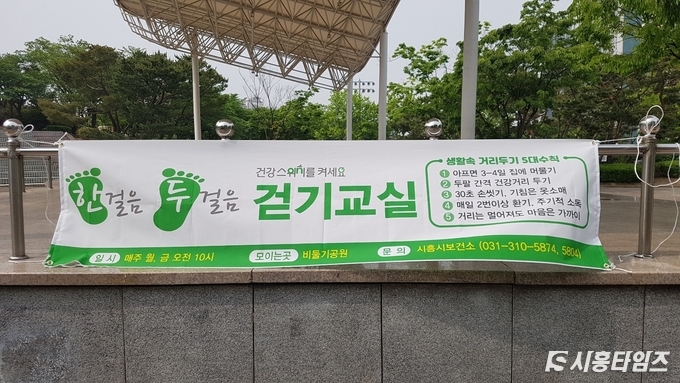 건강스위치를 켜세요
한걸음 두걸음 걷기교실
생활속 거리두기 5대수칙
1 아프면 3~4일 집에 머물기
2 두팔 간격 건강거리 두기
3 30초 손씻기, 기침은 옷소매
4 매일 2번이상 환기, 주기적 소독
5 거리는 멀어져도 마음은 가까이
일 시 매주 월, 금 오전 10시 모이는곳 비둘기공원 문 의 시흥시보건소 (031-310-5874, 5804)
시흥타임즈